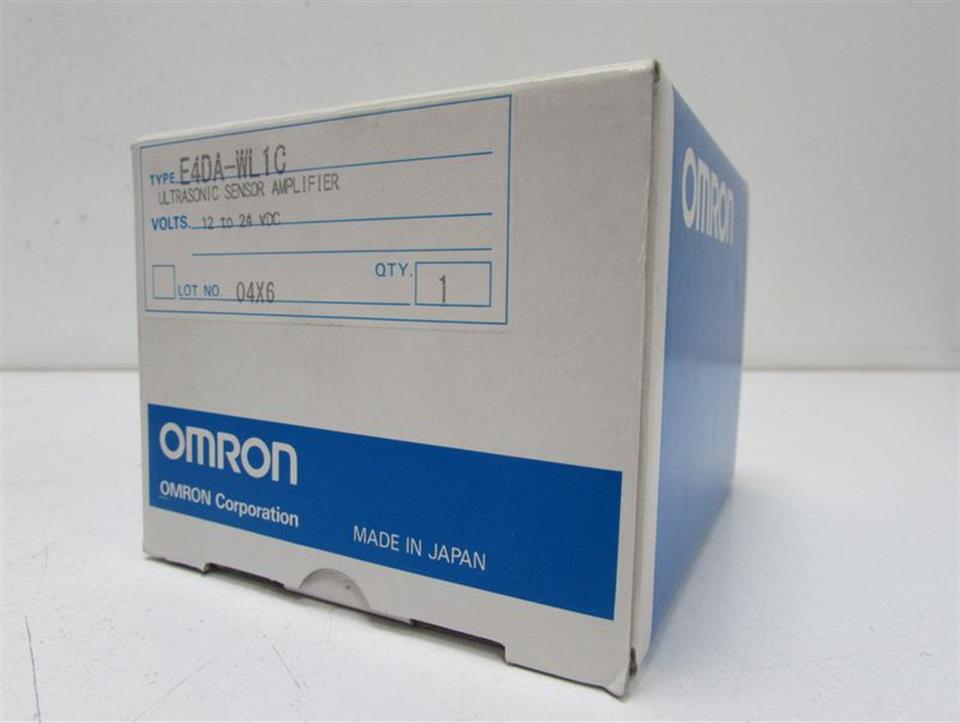 TYPE E4DA-WL1C
ULTRASONIC SENSOR AMPLIFIER
VOLTS. 12 to 24 VDC
QTY. 1
LOT NO. 04X6
OMRON
OMRON Corporation
MADE IN JAPAN
OMRON